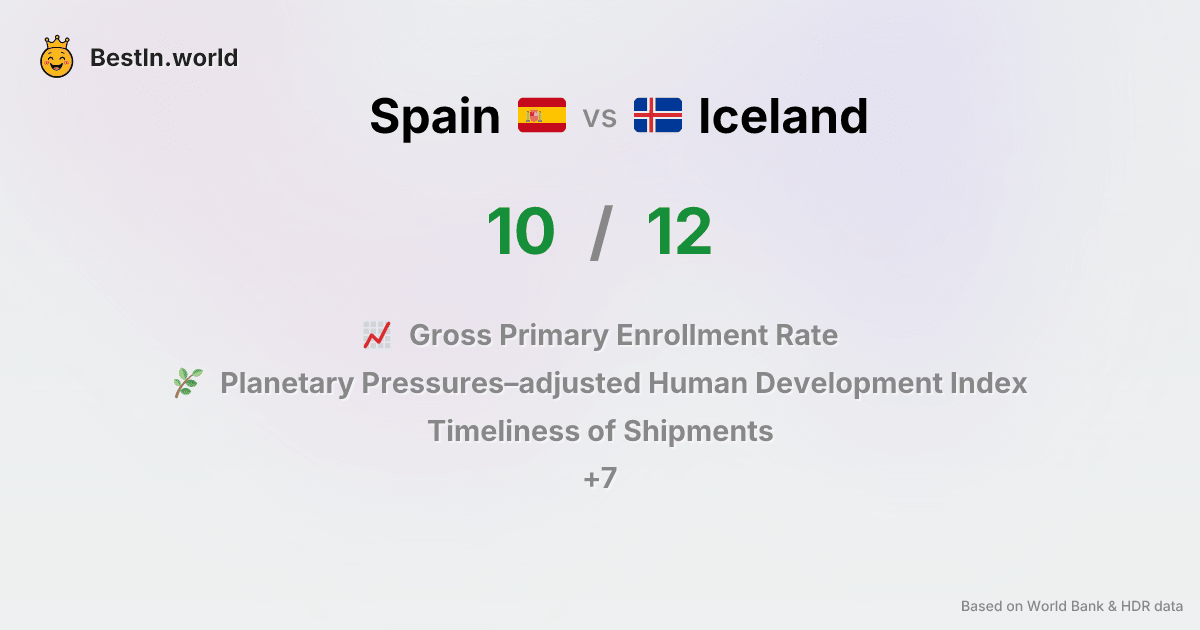 BestIn.world
Spain vs Iceland
10 / 12
Gross Primary Enrollment Rate
Planetary Pressures–adjusted Human Development Index
Timeliness of Shipments
+7
Based on World Bank & HDR data